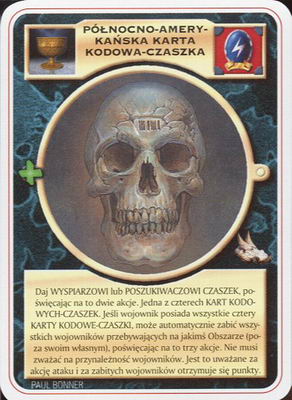 PÓŁNOCNO-AMERY-
KAŃSKA KARTA
KODOWA-CZASZKA
Daj WYSPIARZOWI lub POSZUKIWACZOWI CZASZEK, po-
święcając na to dwie akcje. Jedna z czterech KART KODO-
WYCH-CZASZEK. Jeśli wojownik posiada wszystkie cztery
KARTY KODOWE-CZASZKI, może automatycznie zabić wszy-
stkich wojowników przebywających na jakimś Obszarze (po-
za swoim własnym), poświęcając na to trzy akcje. Nie musi
zważać na przynależność wojowników. Jest to uważane za
akcję ataku i za zabitych wojowników otrzymuje się punkty.
PAUL BONNER